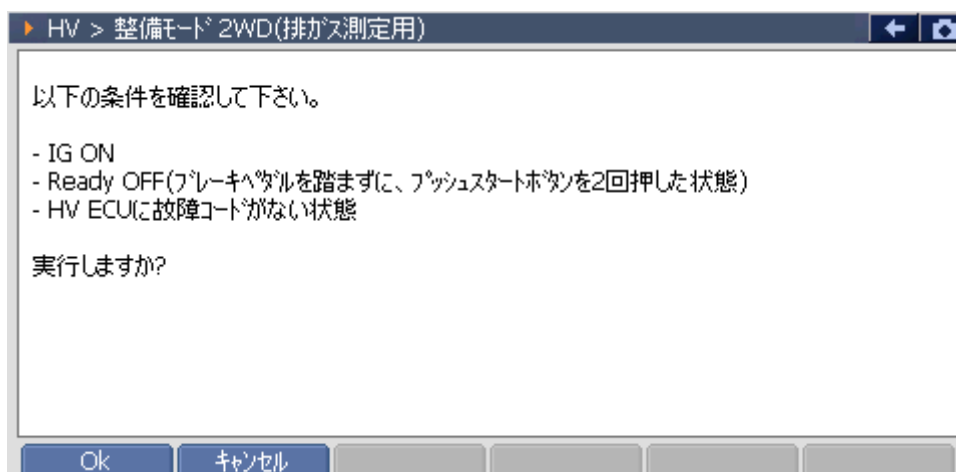 HV > 整備ﾓｰﾄﾞ 2WD(排ｶﾞｽ測定用)
以下の条件を確認して下さい。
- IG ON
- Ready OFF(ﾌﾞﾚｰｷﾍﾟﾀﾞﾙを踏まずに、ﾌﾟｯｼｭｽﾀｰﾄﾎﾞﾀﾝを2回押した状態)
- HV ECUに故障ｺｰﾄﾞがない状態
実行しますか?
Ok ｷｬﾝｾﾙ